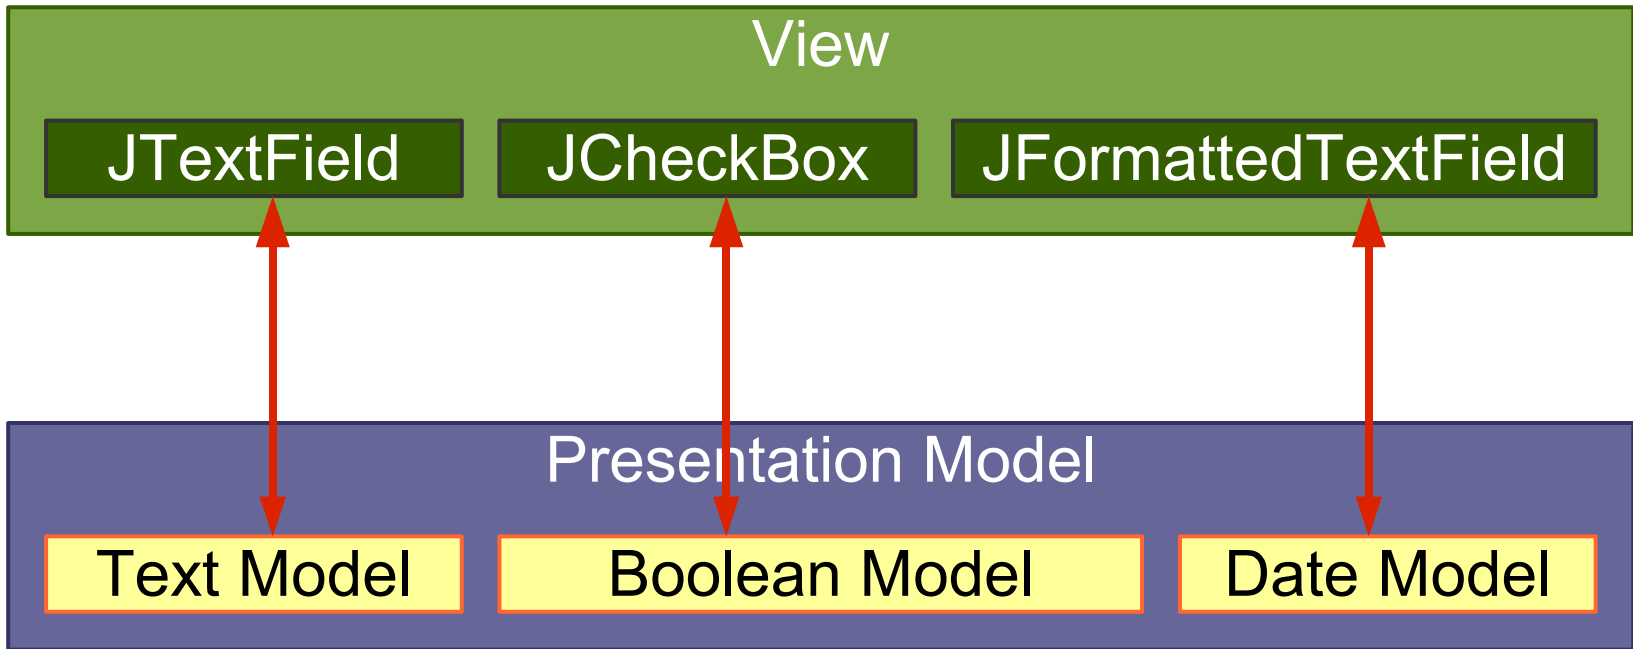 View
JTextField JCheckBox JFormattedTextField
Presentation Model
Text Model Boolean Model Date Model